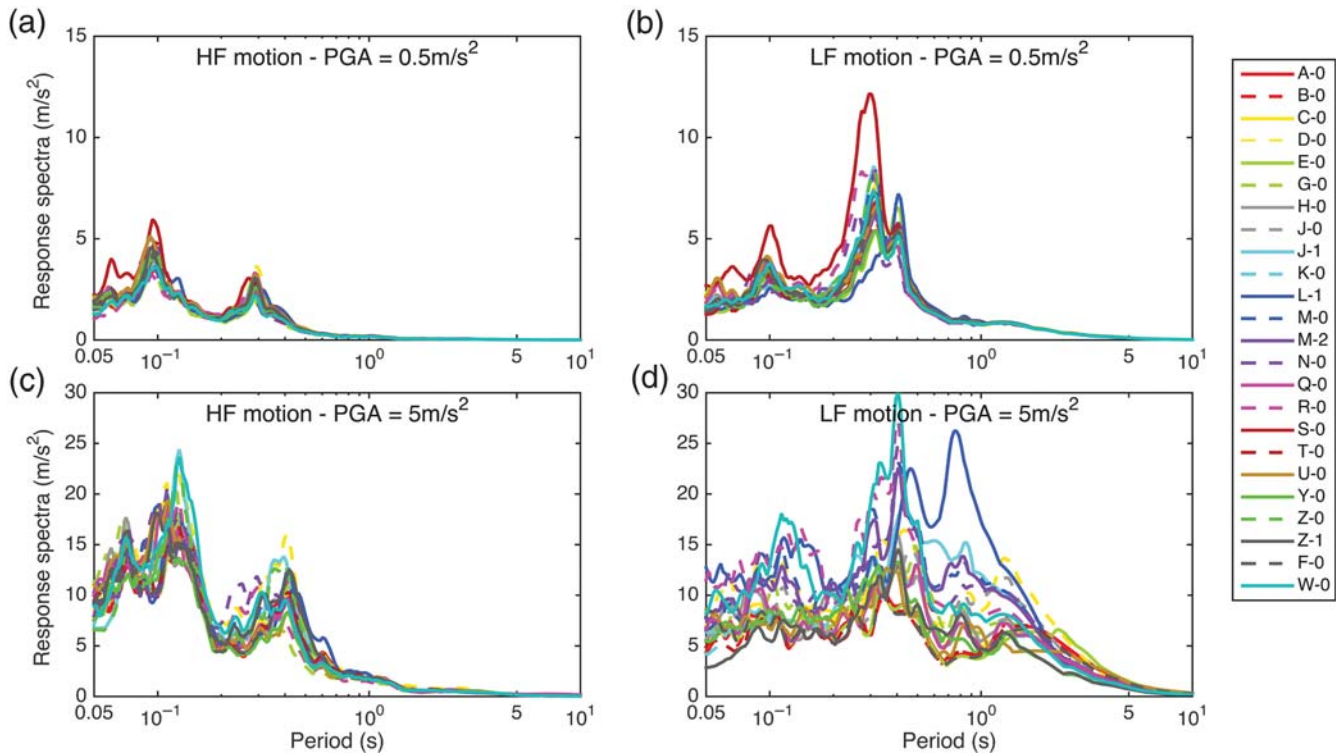 (a)
HF motion - PGA = 0.5m/s²
Response spectra (m/s²)
15
10
5
0
0.05
10⁻¹
10⁰
5
10¹
(b)
LF motion - PGA = 0.5m/s²
15
10
5
0
0.05
10⁻¹
10⁰
5
10¹
(c)
HF motion - PGA = 5m/s²
Response spectra (m/s²)
30
25
20
15
10
5
0
0.05
10⁻¹
10⁰
5
10¹
Period (s)
(d)
LF motion - PGA = 5m/s²
30
25
20
15
10
5
0
0.05
10⁻¹
10⁰
5
10¹
Period (s)
A-0
B-0
C-0
D-0
E-0
G-0
H-0
J-0
J-1
K-0
L-1
M-0
M-2
N-0
Q-0
R-0
S-0
T-0
U-0
Y-0
Z-0
Z-1
F-0
W-0